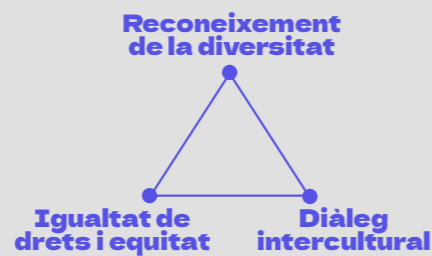 Reconeixement
de la diversitat
Igualtat de
drets i equitat
Diàleg
intercultural